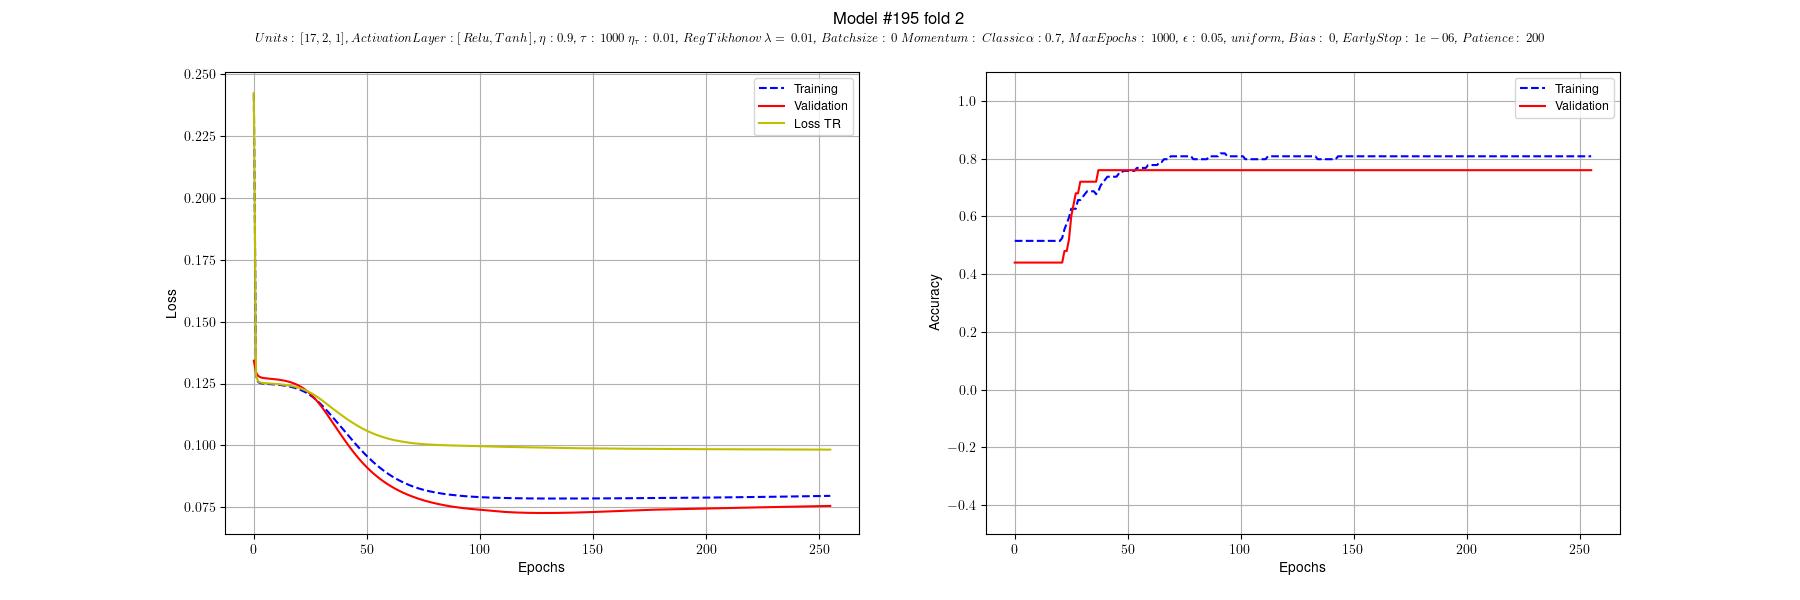 Model #195 fold 2
Units : [17, 2, 1], ActivationLayer : [Relu, Tanh], η : 0.9, τ : 1000 ητ : 0.01, RegTikhonov λ = 0.01, Batchsize : 0 Momentum : Classic α : 0.7, MaxEpochs : 1000, ϵ : 0.05, uniform, Bias : 0, EarlyStop : 1e − 06, Patience : 200
0.250
0.225
0.200
0.175
0.150
0.125
0.100
0.075
Loss
Training
Validation
Loss TR
0 50 100 150 200 250
Epochs
1.0
0.8
0.6
0.4
0.2
0.0
−0.2
−0.4
Accuracy
Training
Validation
0 50 100 150 200 250
Epochs